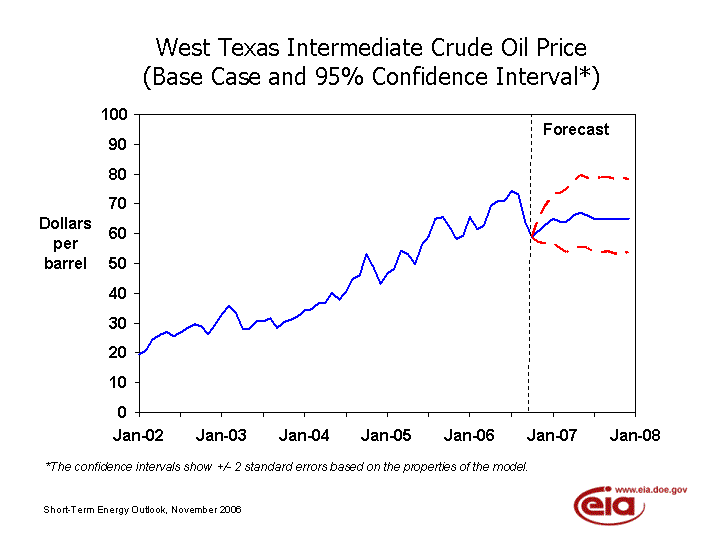 West Texas Intermediate Crude Oil Price
(Base Case and 95% Confidence Interval*)
100
90
80
70
60
50
40
30
20
10
0
Forecast
Dollars
per
barrel
Jan-02 Jan-03 Jan-04 Jan-05 Jan-06 Jan-07 Jan-08
*The confidence intervals show +/- 2 standard errors based on the properties of the model.
www.eia.doe.gov
eia
Short-Term Energy Outlook, November 2006